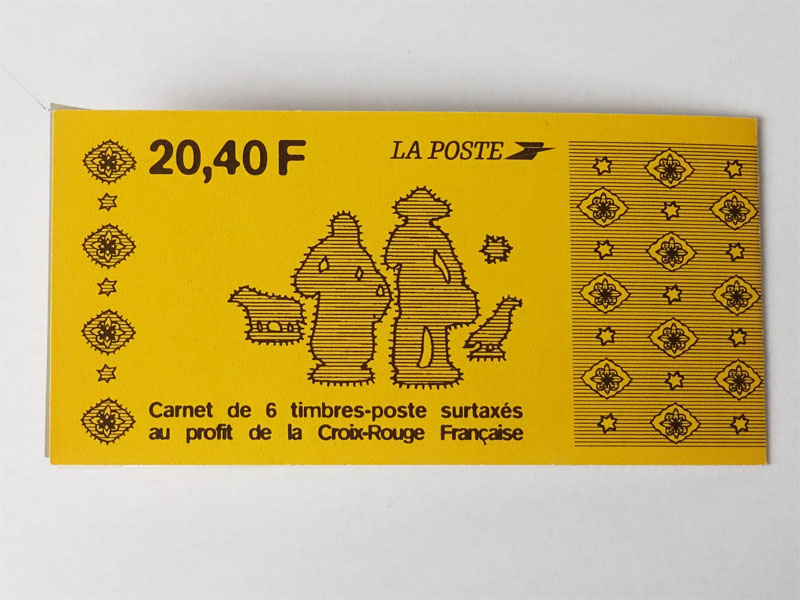 20,40 F
LA POSTE
Carnet de 6 timbres-poste surtaxés
au profit de la Croix-Rouge Française